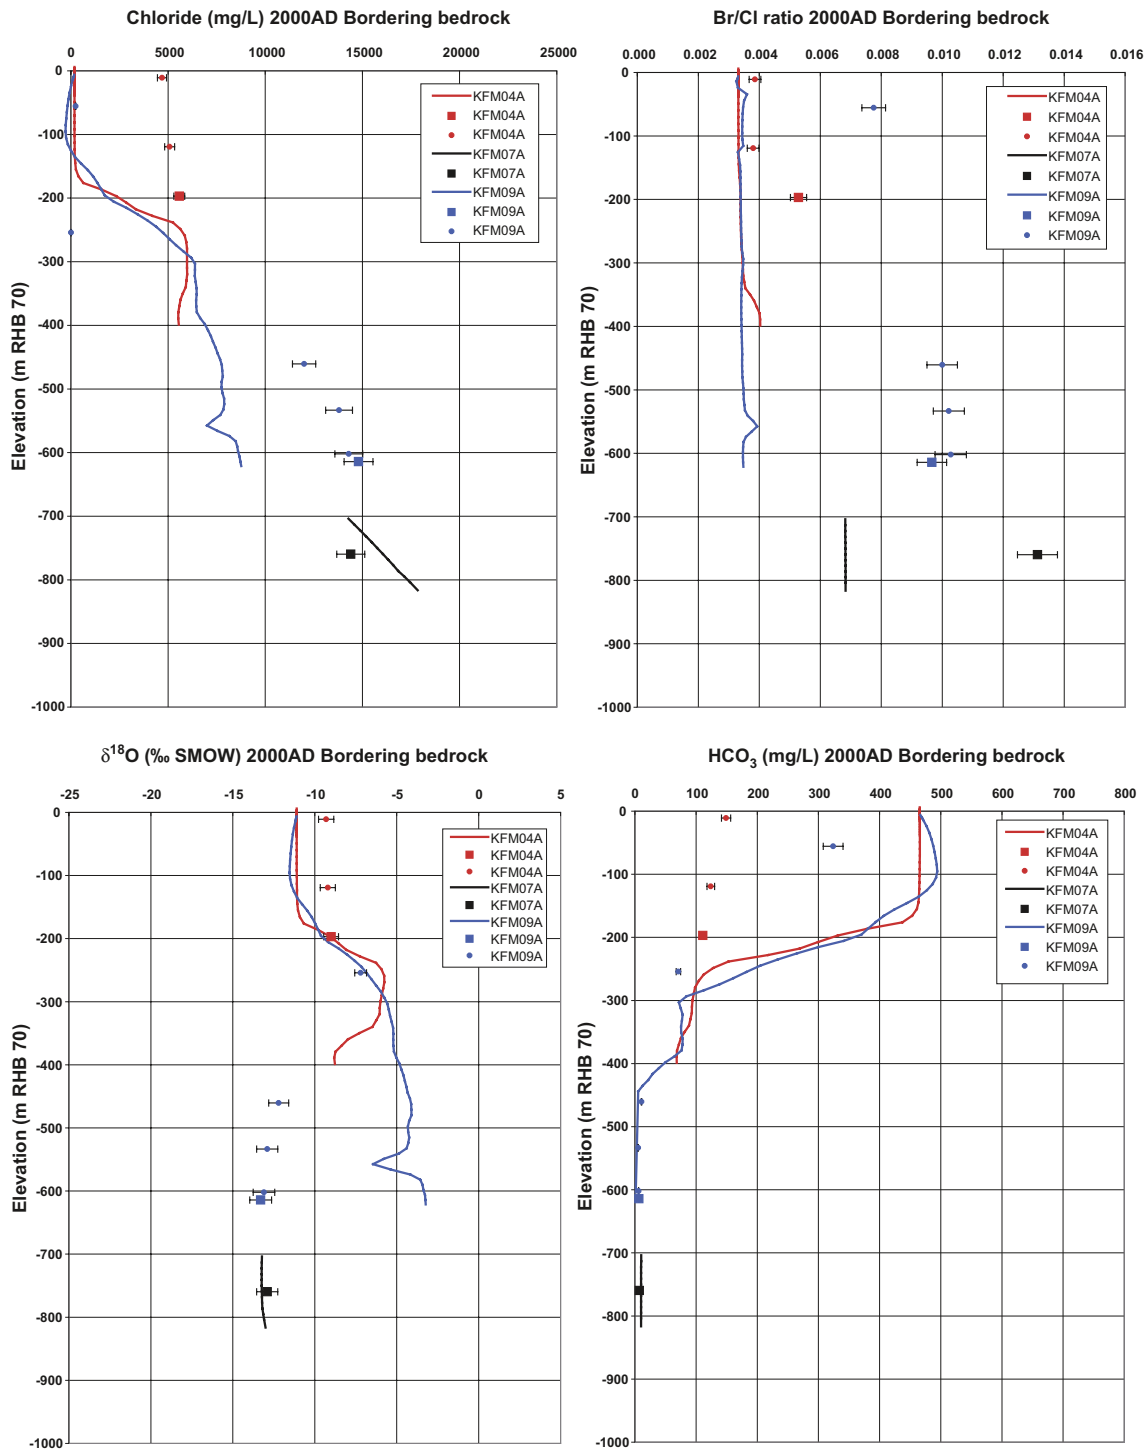 Chloride (mg/L) 2000AD Bordering bedrock
0 5000 10000 15000 20000 25000
0
-100
-200
-300
-400
-500
-600
-700
-800
-900
-1000
Elevation (m RHB 70)
KFM04A
KFM04A
KFM04A
KFM07A
KFM07A
KFM09A
KFM09A
KFM09A
Br/Cl ratio 2000AD Bordering bedrock
0.000 0.002 0.004 0.006 0.008 0.010 0.012 0.014 0.016
0
-100
-200
-300
-400
-500
-600
-700
-800
-900
-1000
Elevation (m RHB 70)
KFM04A
KFM04A
KFM04A
KFM07A
KFM07A
KFM09A
KFM09A
KFM09A
δ18O (‰ SMOW) 2000AD Bordering bedrock
-25 -20 -15 -10 -5 0 5
0
-100
-200
-300
-400
-500
-600
-700
-800
-900
-1000
Elevation (m RHB 70)
KFM04A
KFM04A
KFM04A
KFM07A
KFM07A
KFM09A
KFM09A
KFM09A
HCO3 (mg/L) 2000AD Bordering bedrock
0 100 200 300 400 500 600 700 800
0
-100
-200
-300
-400
-500
-600
-700
-800
-900
-1000
Elevation (m RHB 70)
KFM04A
KFM04A
KFM04A
KFM07A
KFM07A
KFM09A
KFM09A
KFM09A